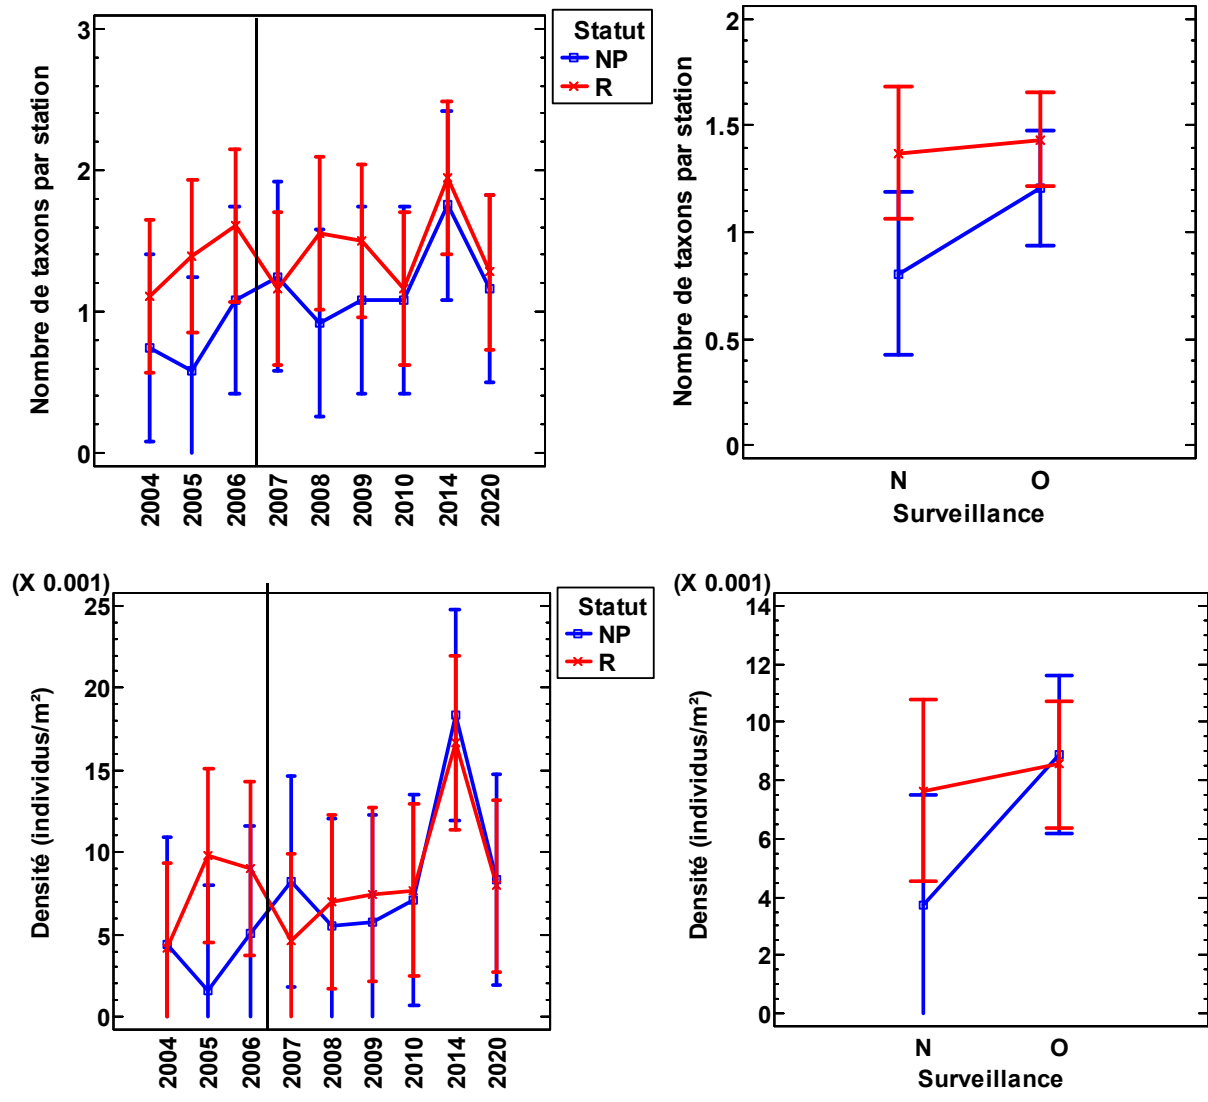 Nombre de taxons par station
3
2
1
0
2004
2005
2006
2007
2008
2009
2010
2014
2020
Statut
NP
R
Nombre de taxons par station
2
1.5
1
0.5
0
N
O
Surveillance
(X 0.001)
Densité (individus/m²)
25
20
15
10
5
0
2004
2005
2006
2007
2008
2009
2010
2014
2020
Statut
NP
R
(X 0.001)
Densité (individus/m²)
14
12
10
8
6
4
2
0
N
O
Surveillance